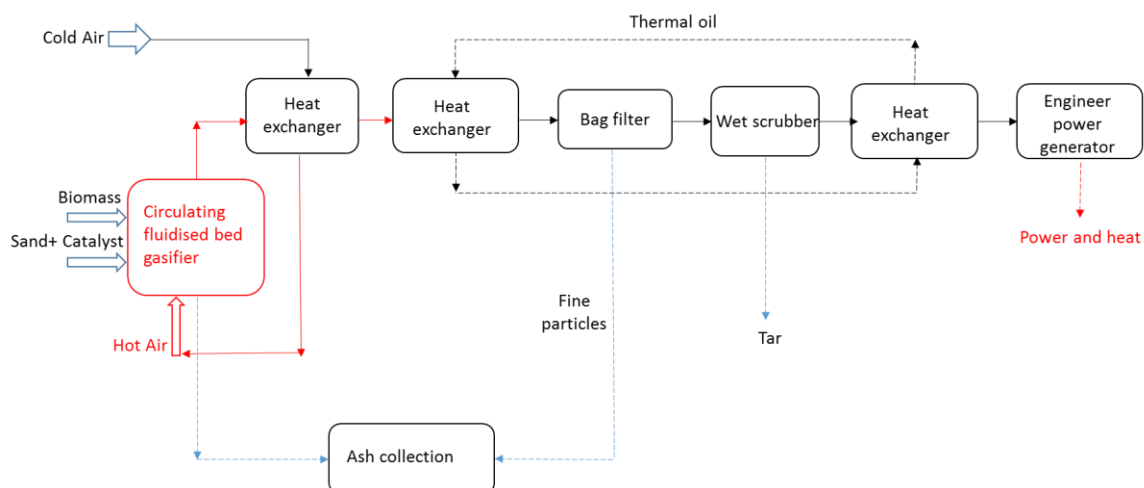 Thermal oil
Cold Air
Heat
exchanger
Heat
exchanger
Bag filter
Wet scrubber
Heat
exchanger
Engineer
power
generator
Biomass
Sand+ Catalyst
Circulating
fluidised bed
gasifier
Power and heat
Hot Air
Fine
particles
Tar
Ash collection